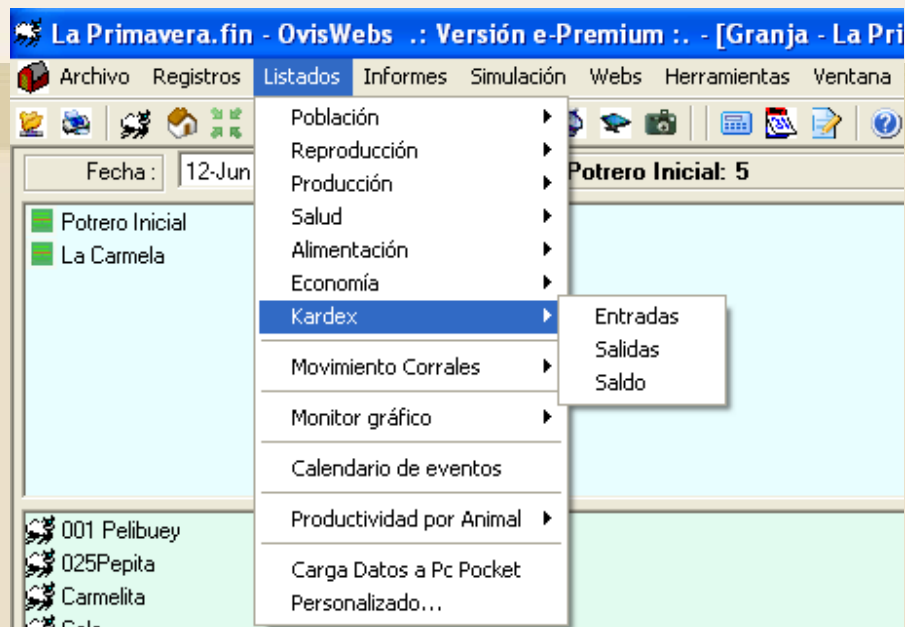 La Primavera.fin - OvisWebs .: Versión e-Premium :. - [Granja - La Pri
Archivo Registros Listados Informes Simulación Webs Herramientas Ventana
Fecha : 12-Jun Potrero Inicial: 5
Potrero Inicial
La Carmela
Población
Reproducción
Producción
Salud
Alimentación
Economía
Kardex
Entradas
Salidas
Saldo
Movimiento Corrales
Monitor gráfico
Calendario de eventos
Productividad por Animal
Carga Datos a Pc Pocket
Personalizado...
001 Pelibuey
025Pepita
Carmelita